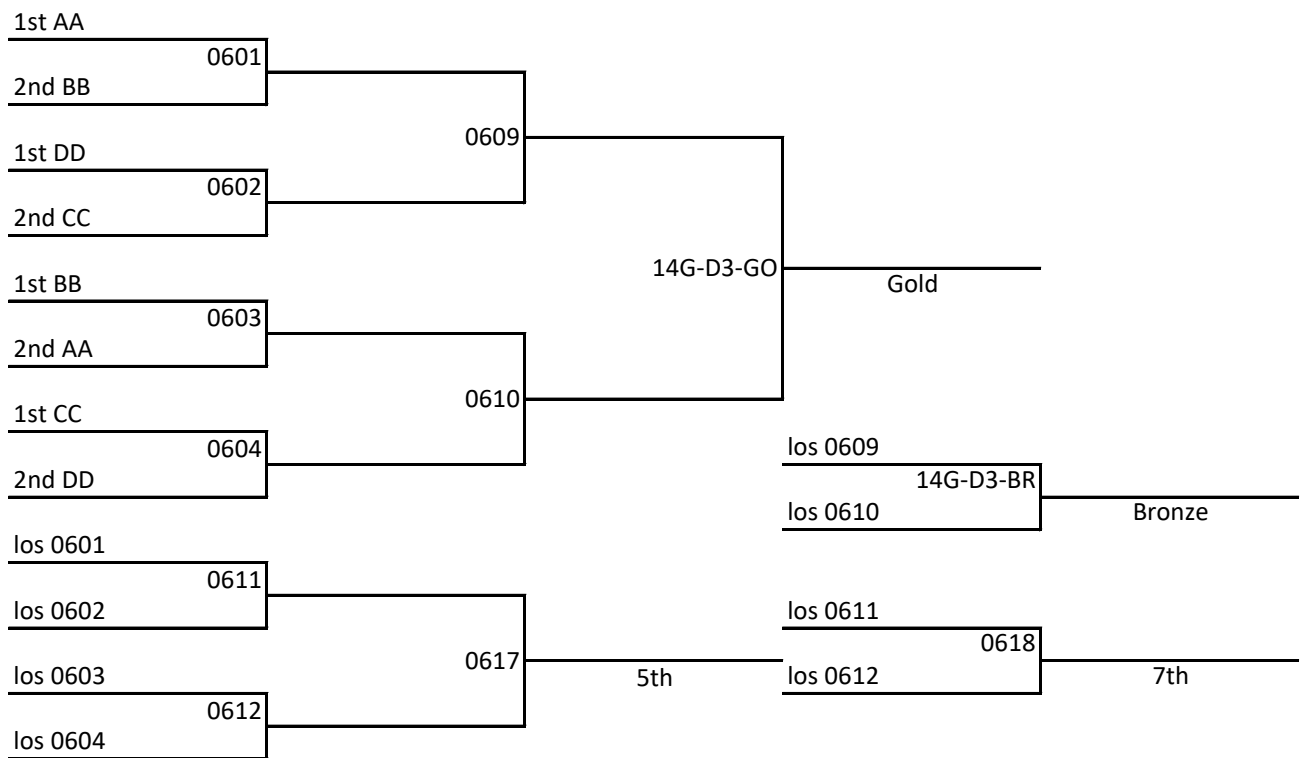 1st AA
0601
2nd BB
0609
1st DD
0602
2nd CC
14G-D3-GO
Gold
1st BB
0603
2nd AA
0610
1st CC
0604
2nd DD
los 0609
14G-D3-BR
los 0610
Bronze
los 0601
0611
los 0602
0617
5th
los 0603
0612
los 0604
los 0611
0618
los 0612
7th